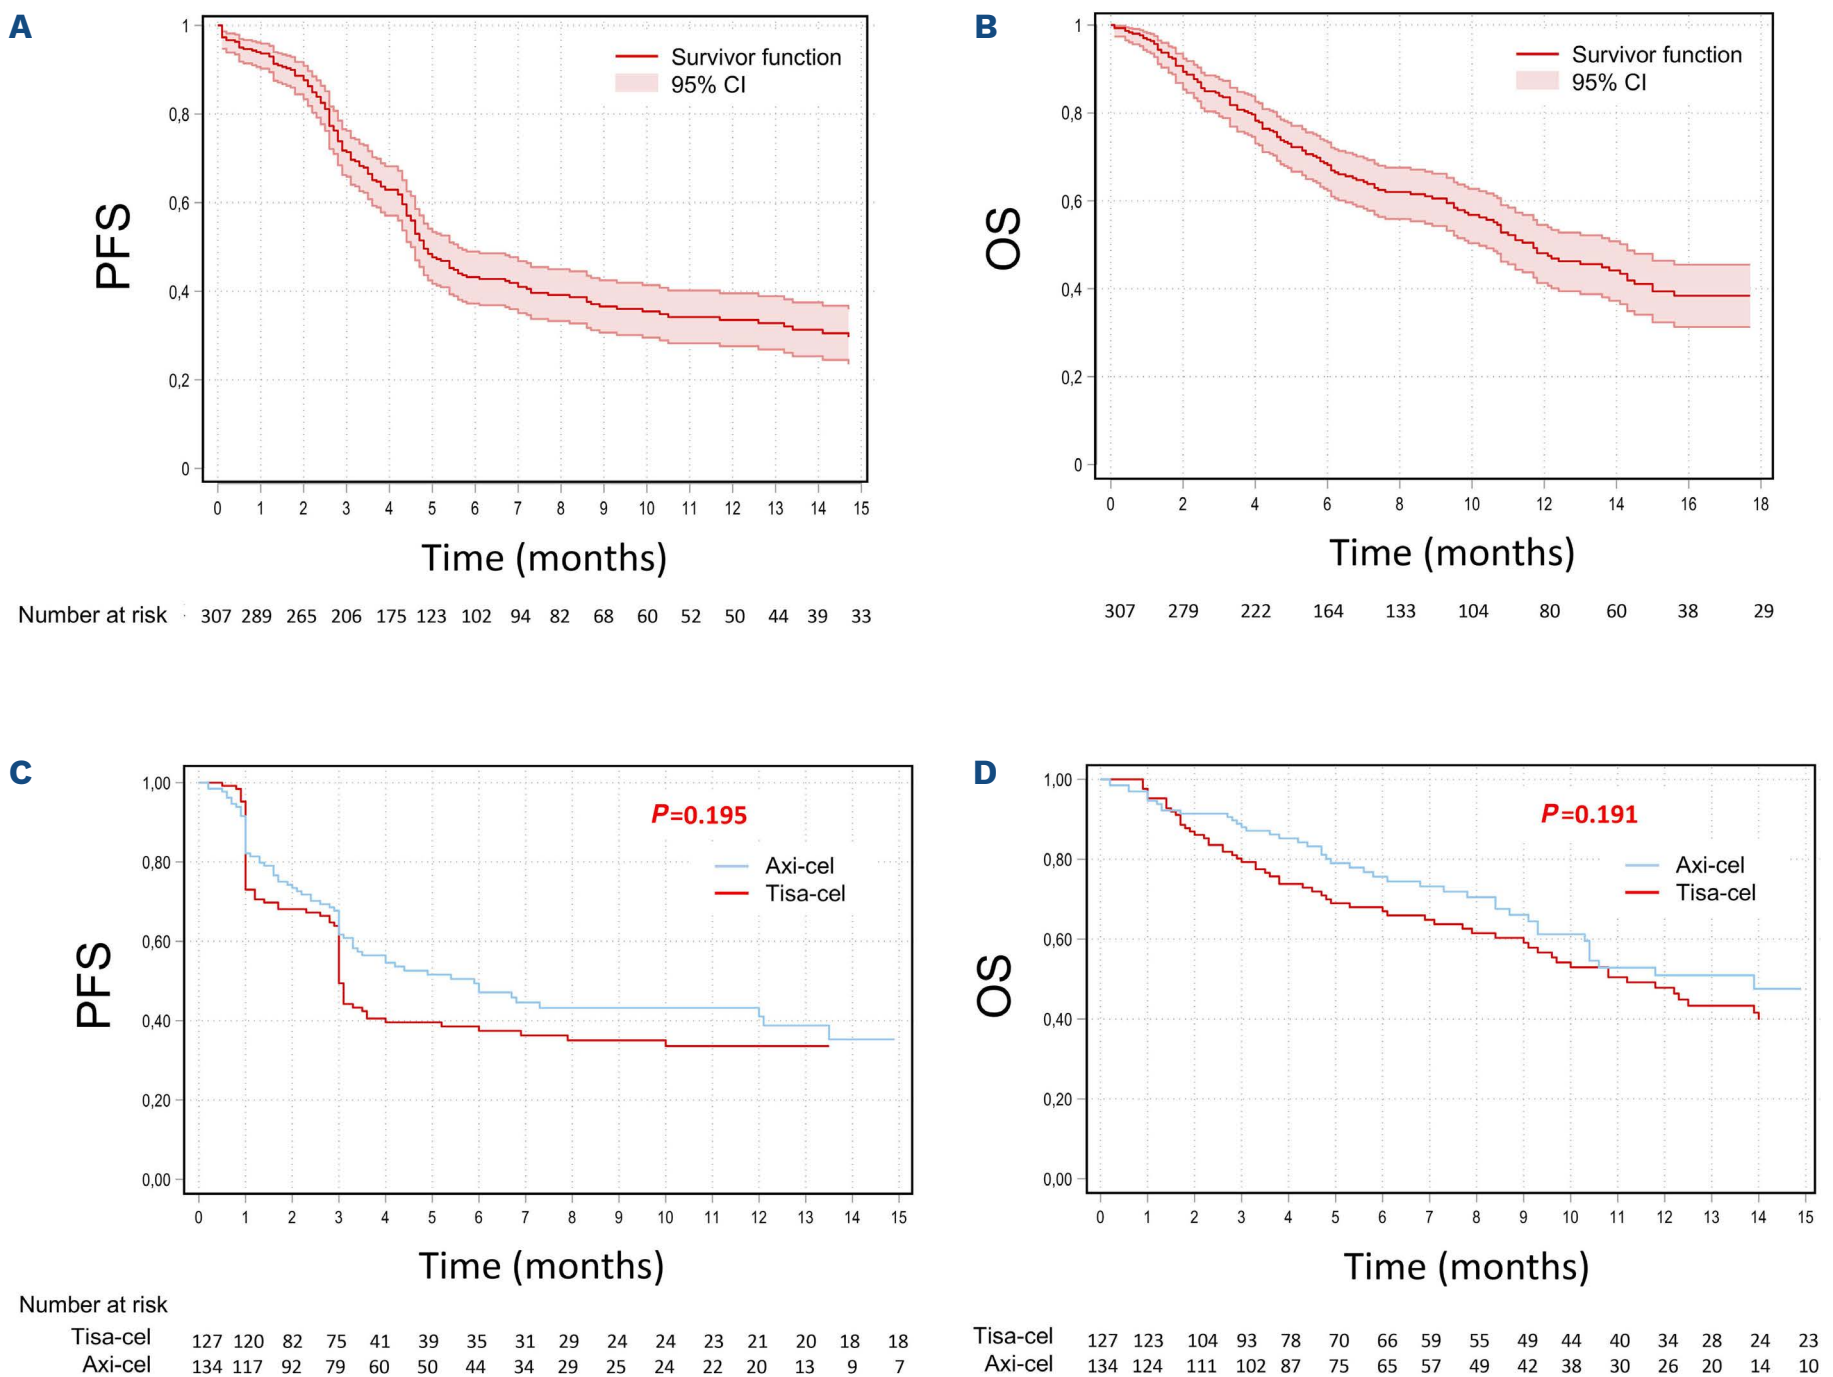 A
1
0,8
0,6
0,4
0,2
0
PFS
Survivor function
95% CI
0 1 2 3 4 5 6 7 8 9 10 11 12 13 14 15
Time (months)
Number at risk 307 289 265 206 175 123 102 94 82 68 60 52 50 44 39 33
B
1
0,8
0,6
0,4
0,2
0
OS
Survivor function
95% CI
0 2 4 6 8 10 12 14 16 18
Time (months)
307 279 222 164 133 104 80 60 38 29
C
1,00
0,80
0,60
0,40
0,20
0,00
PFS
P=0.195
Axi-cel
Tisa-cel
0 1 2 3 4 5 6 7 8 9 10 11 12 13 14 15
Time (months)
Number at risk
Tisa-cel 127 120 82 75 41 39 35 31 29 24 24 23 21 20 18 18
Axi-cel 134 117 92 79 60 50 44 34 29 25 24 22 20 13 9 7
D
1,00
0,80
0,60
0,40
0,20
0,00
OS
P=0.191
Axi-cel
Tisa-cel
0 1 2 3 4 5 6 7 8 9 10 11 12 13 14 15
Time (months)
Tisa-cel 127 123 104 93 78 70 66 59 55 49 44 40 34 28 24 23
Axi-cel 134 124 111 102 87 75 65 57 49 42 38 30 26 20 14 10